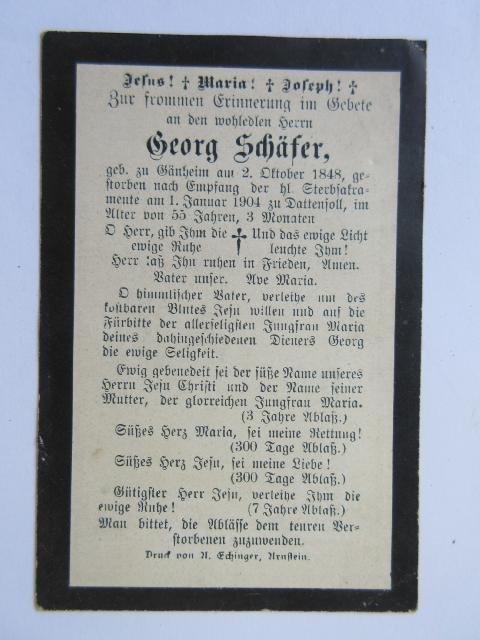 Jesus! † Maria! † Joseph! †
Zur frommen Erinnerung im Gebete
an den wohledlen Herrn
Georg Schäfer,
geb. zu Gänheim am 2. Oktober 1848, ge-
storben nach Empfang der hl. Sterbsakra-
mente am 1. Januar 1904 zu Dattensoll, im
Alter von 55 Jahren, 3 Monaten
O Herr, gib Ihm die † Und das ewige Licht
ewige Ruhe leuchte Ihm!
Herr laß Ihn ruhen in Frieden, Amen.
Vater unser. Ave Maria.
O himmlischer Vater, verleihe um des
kostbaren Blutes Jesu willen und auf die
Fürbitte der allerseligsten Jungfrau Maria
deines dahingeschiedenen Dieners Georg
die ewige Seligkeit.
Ewig gebenedeit sei der süße Name unseres
Herrn Jesu Christi und der Name seiner
Mutter, der glorreichen Jungfrau Maria.
(3 Jahre Ablaß.)
Süßes Herz Maria, sei meine Rettung!
(300 Tage Ablaß.)
Süßes Herz Jesu, sei meine Liebe!
(300 Tage Ablaß.)
Gütigster Herr Jesu, verleihe Ihm die
ewige Ruhe! (7 Jahre Ablaß.)
Man bittet, die Ablässe dem teuren Ver-
storbenen zuzuwenden.
Druck von A. Echinger, Arnstein.